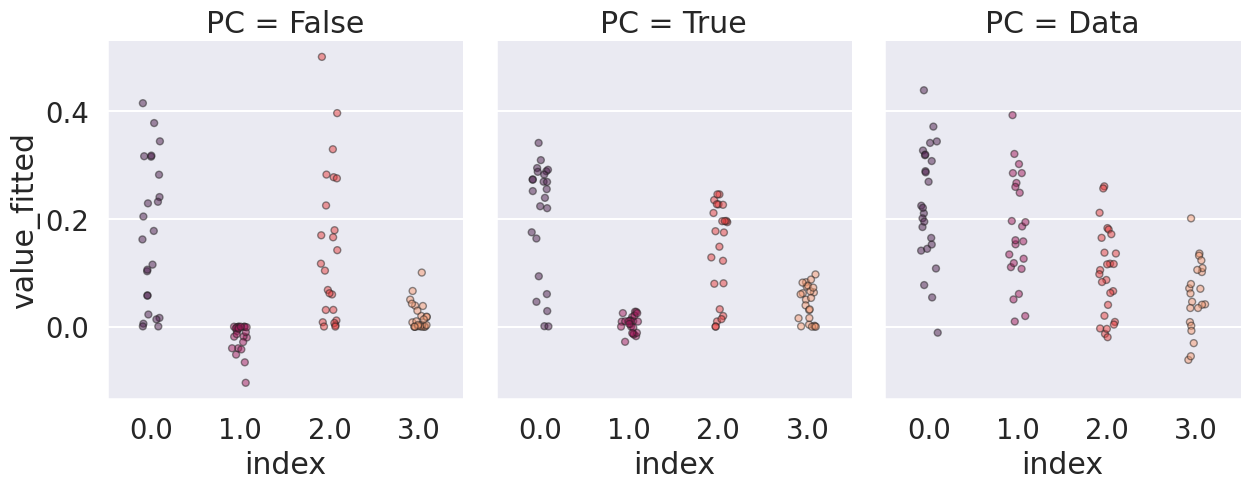 PC = False
PC = True
PC = Data
value_fitted
0.4
0.2
0.0
0.0 1.0 2.0 3.0
0.0 1.0 2.0 3.0
0.0 1.0 2.0 3.0
index
index
index